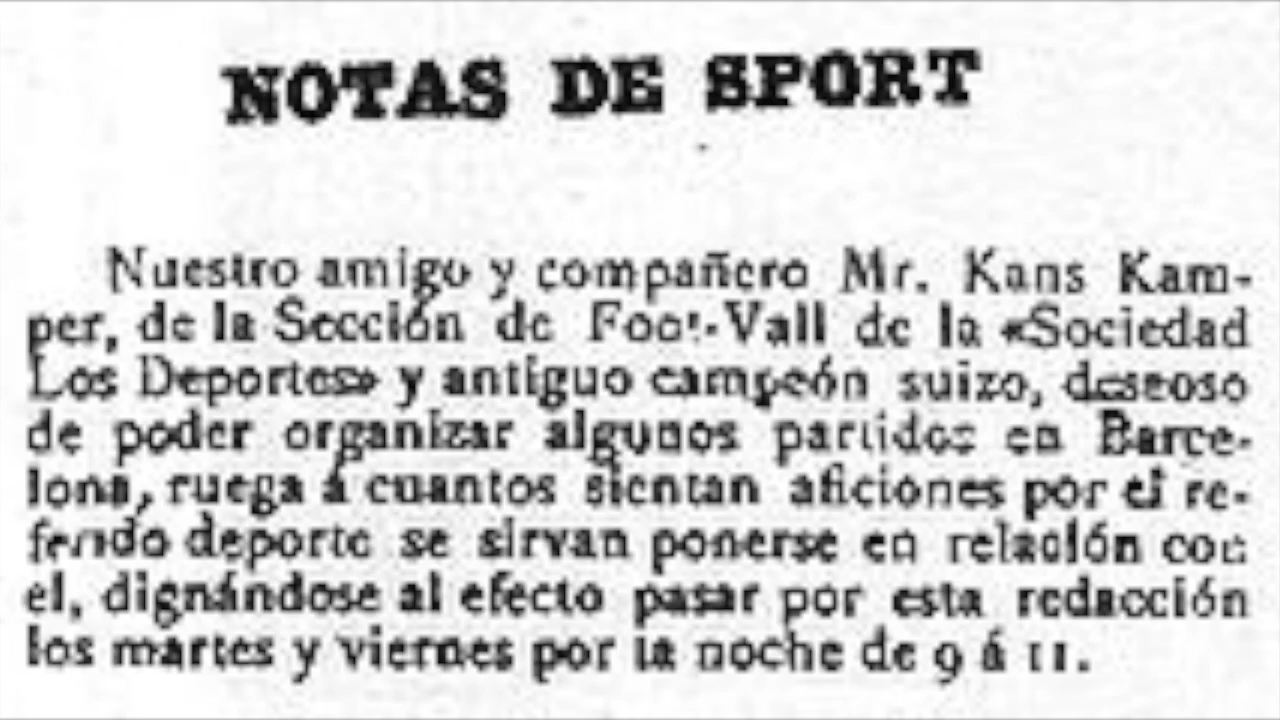 NOTAS DE SPORT
Nuestro amigo y compañero Mr. Kans Kam-
per, de la Sección de Foot-Vall de la «Sociedad
Los Deportes» y antiguo campeón suizo, deseoso
de poder organizar algunos partidos en Barce-
lona, ruega á cuantos sientan aficiones por el re-
ferido deporte se sirvan ponerse en relación con
el, dignándose al efecto pasar por esta redacción
los martes y viernes por la noche de 9 á 11.